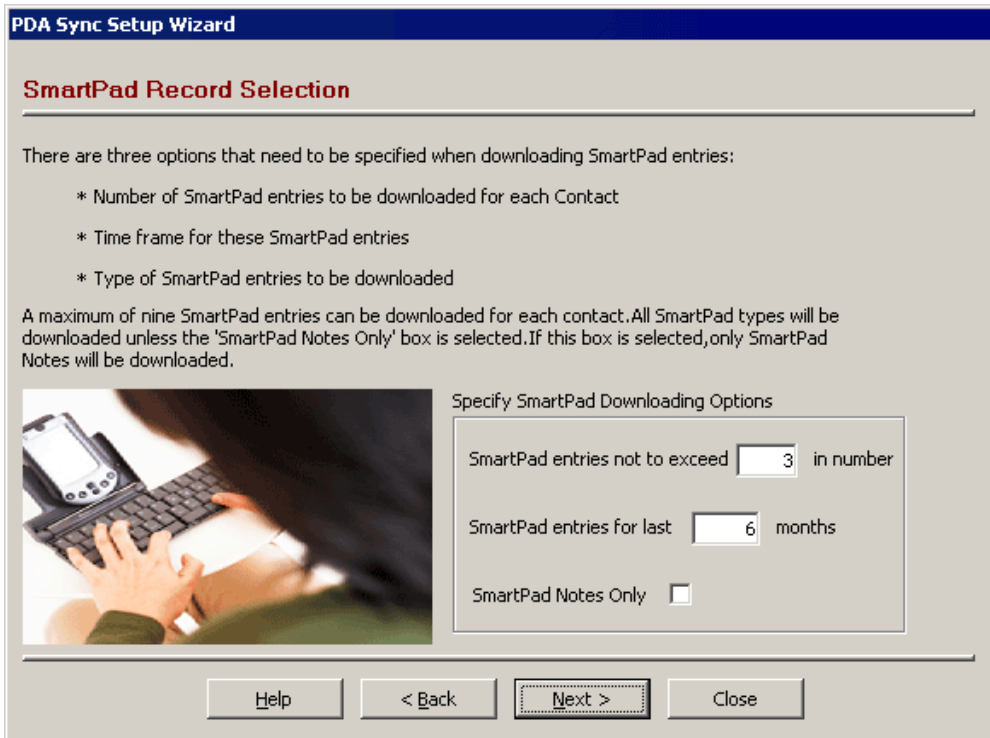 PDA Sync Setup Wizard
SmartPad Record Selection
There are three options that need to be specified when downloading SmartPad entries:
* Number of SmartPad entries to be downloaded for each Contact
* Time frame for these SmartPad entries
* Type of SmartPad entries to be downloaded
A maximum of nine SmartPad entries can be downloaded for each contact.All SmartPad types will be
downloaded unless the 'SmartPad Notes Only' box is selected.If this box is selected,only SmartPad
Notes will be downloaded.
Specify SmartPad Downloading Options
SmartPad entries not to exceed 3 in number
SmartPad entries for last 6 months
SmartPad Notes Only
Help < Back Next > Close